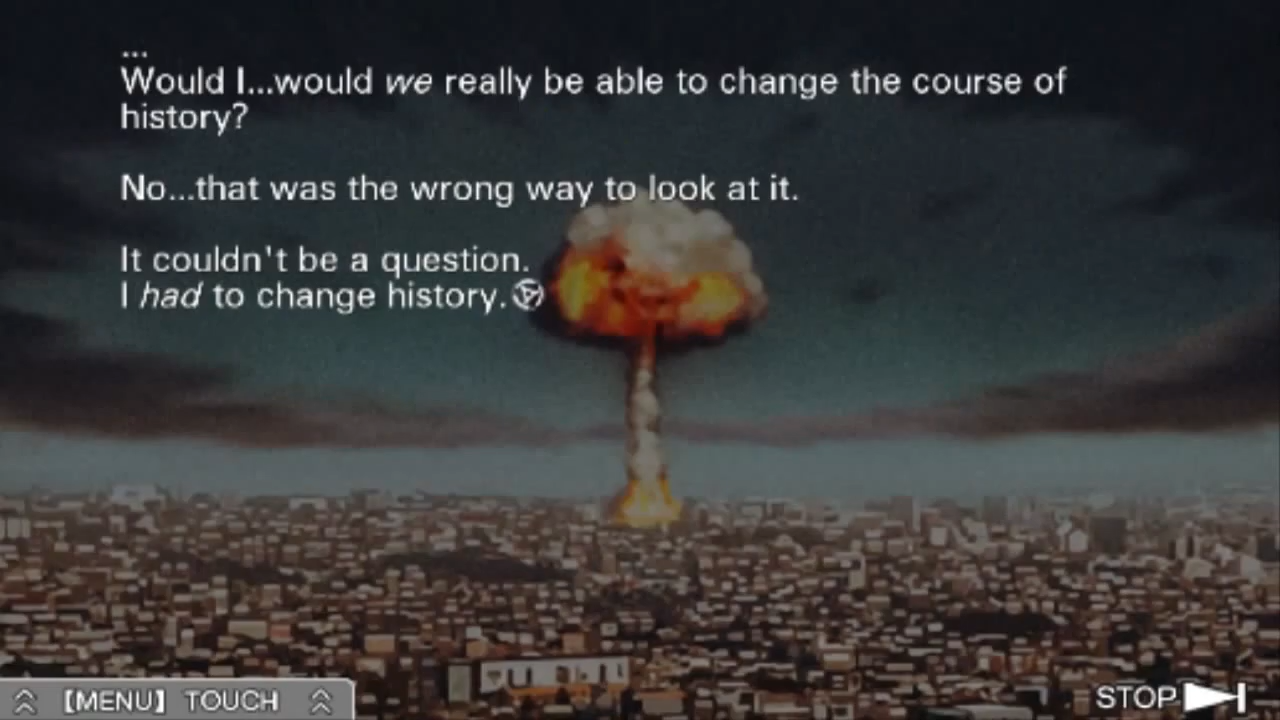 ...
Would I...would we really be able to change the course of
history?
No...that was the wrong way to look at it.
It couldn't be a question.
I had to change history.
【MENU】 TOUCH
STOP